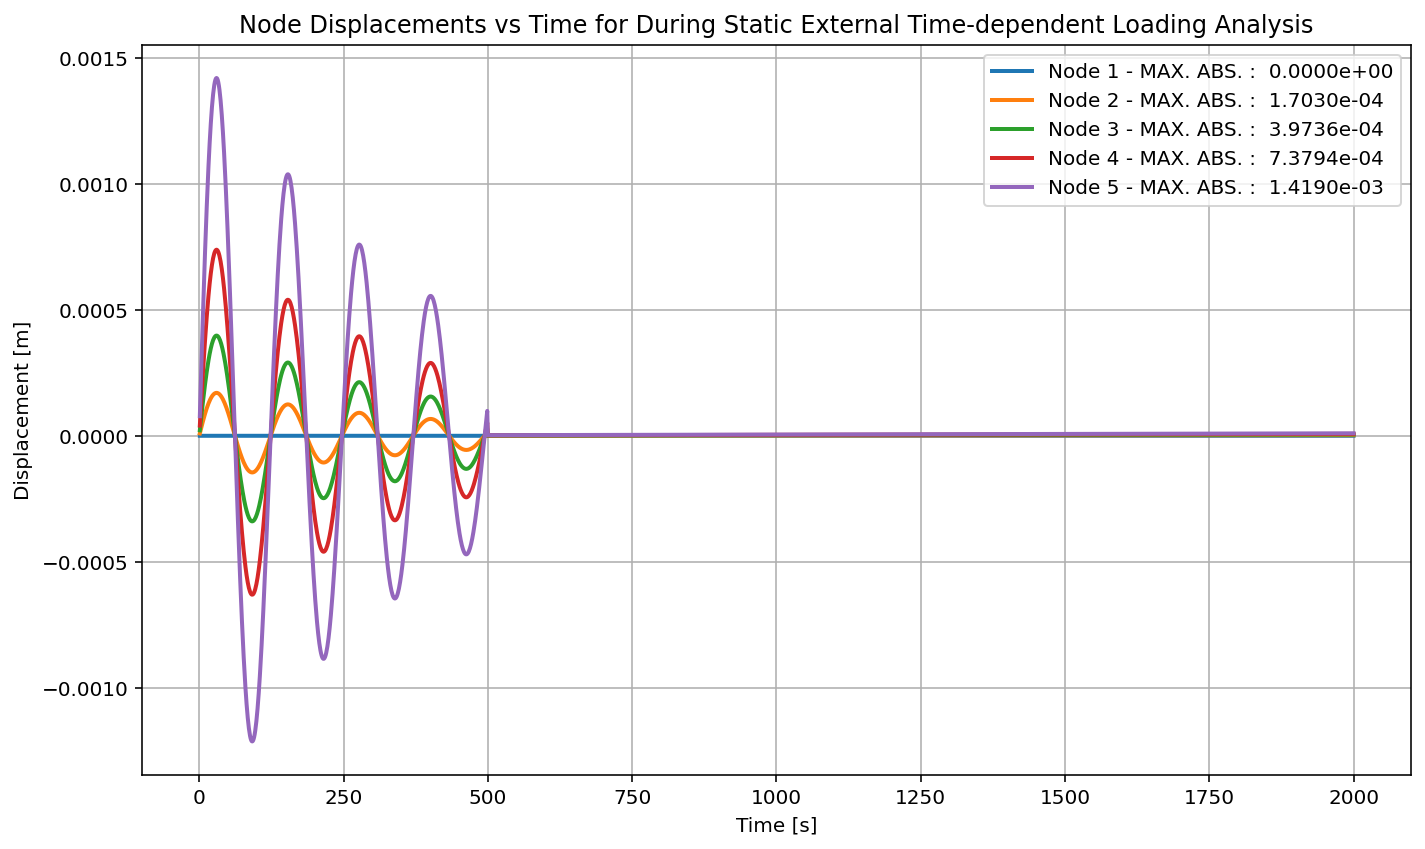 Node Displacements vs Time for During Static External Time-dependent Loading Analysis
Node 1 - MAX. ABS. :  0.0000e+00
Node 2 - MAX. ABS. :  1.7030e-04
Node 3 - MAX. ABS. :  3.9736e-04
Node 4 - MAX. ABS. :  7.3794e-04
Node 5 - MAX. ABS. :  1.4190e-03
Displacement [m]
0.0015
0.0010
0.0005
0.0000
−0.0005
−0.0010
0 250 500 750 1000 1250 1500 1750 2000
Time [s]